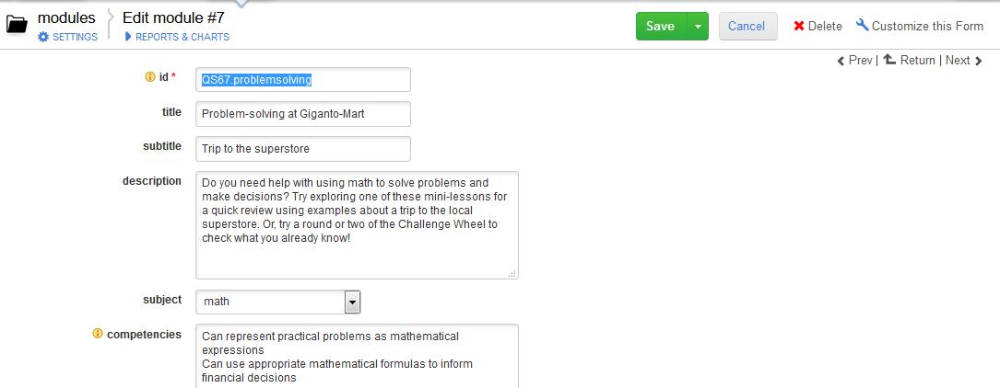 modules
Edit module #7
SETTINGS
REPORTS & CHARTS
Save
Cancel
Delete
Customize this Form
Prev | Return | Next
id *
QS67.problemsolving
title
Problem-solving at Giganto-Mart
subtitle
Trip to the superstore
description
Do you need help with using math to solve problems and
make decisions? Try exploring one of these mini-lessons for
a quick review using examples about a trip to the local
superstore. Or, try a round or two of the Challenge Wheel to
check what you already know!
subject
math
competencies
Can represent practical problems as mathematical
expressions
Can use appropriate mathematical formulas to inform
financial decisions